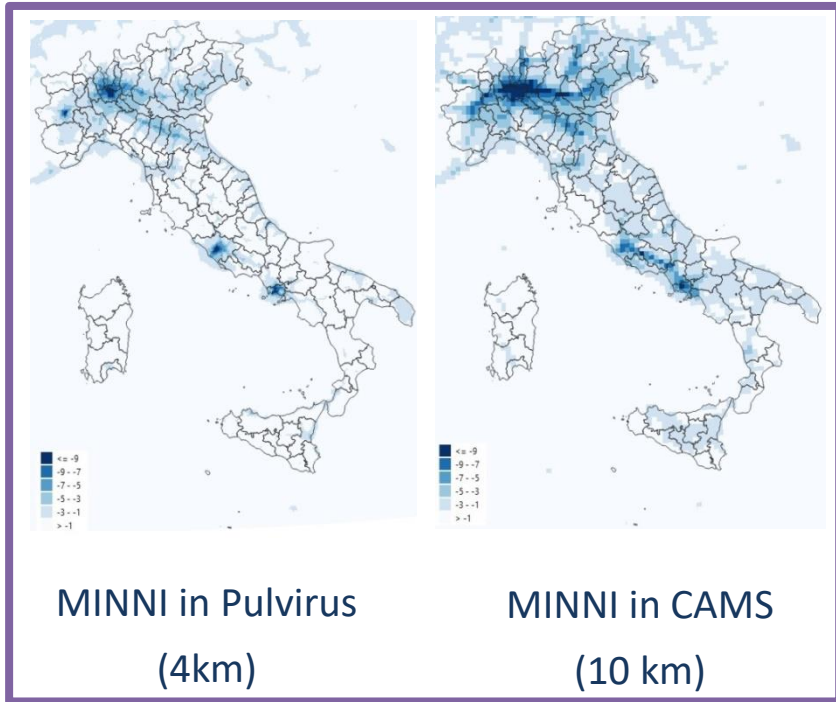 <= -9
-9 - -7
-7 - -5
-5 - -3
-3 - -1
> -1
<= -9
-9 - -7
-7 - -5
-5 - -3
-3 - -1
> -1
MINNI in Pulvirus
(4km)
MINNI in CAMS
(10 km)